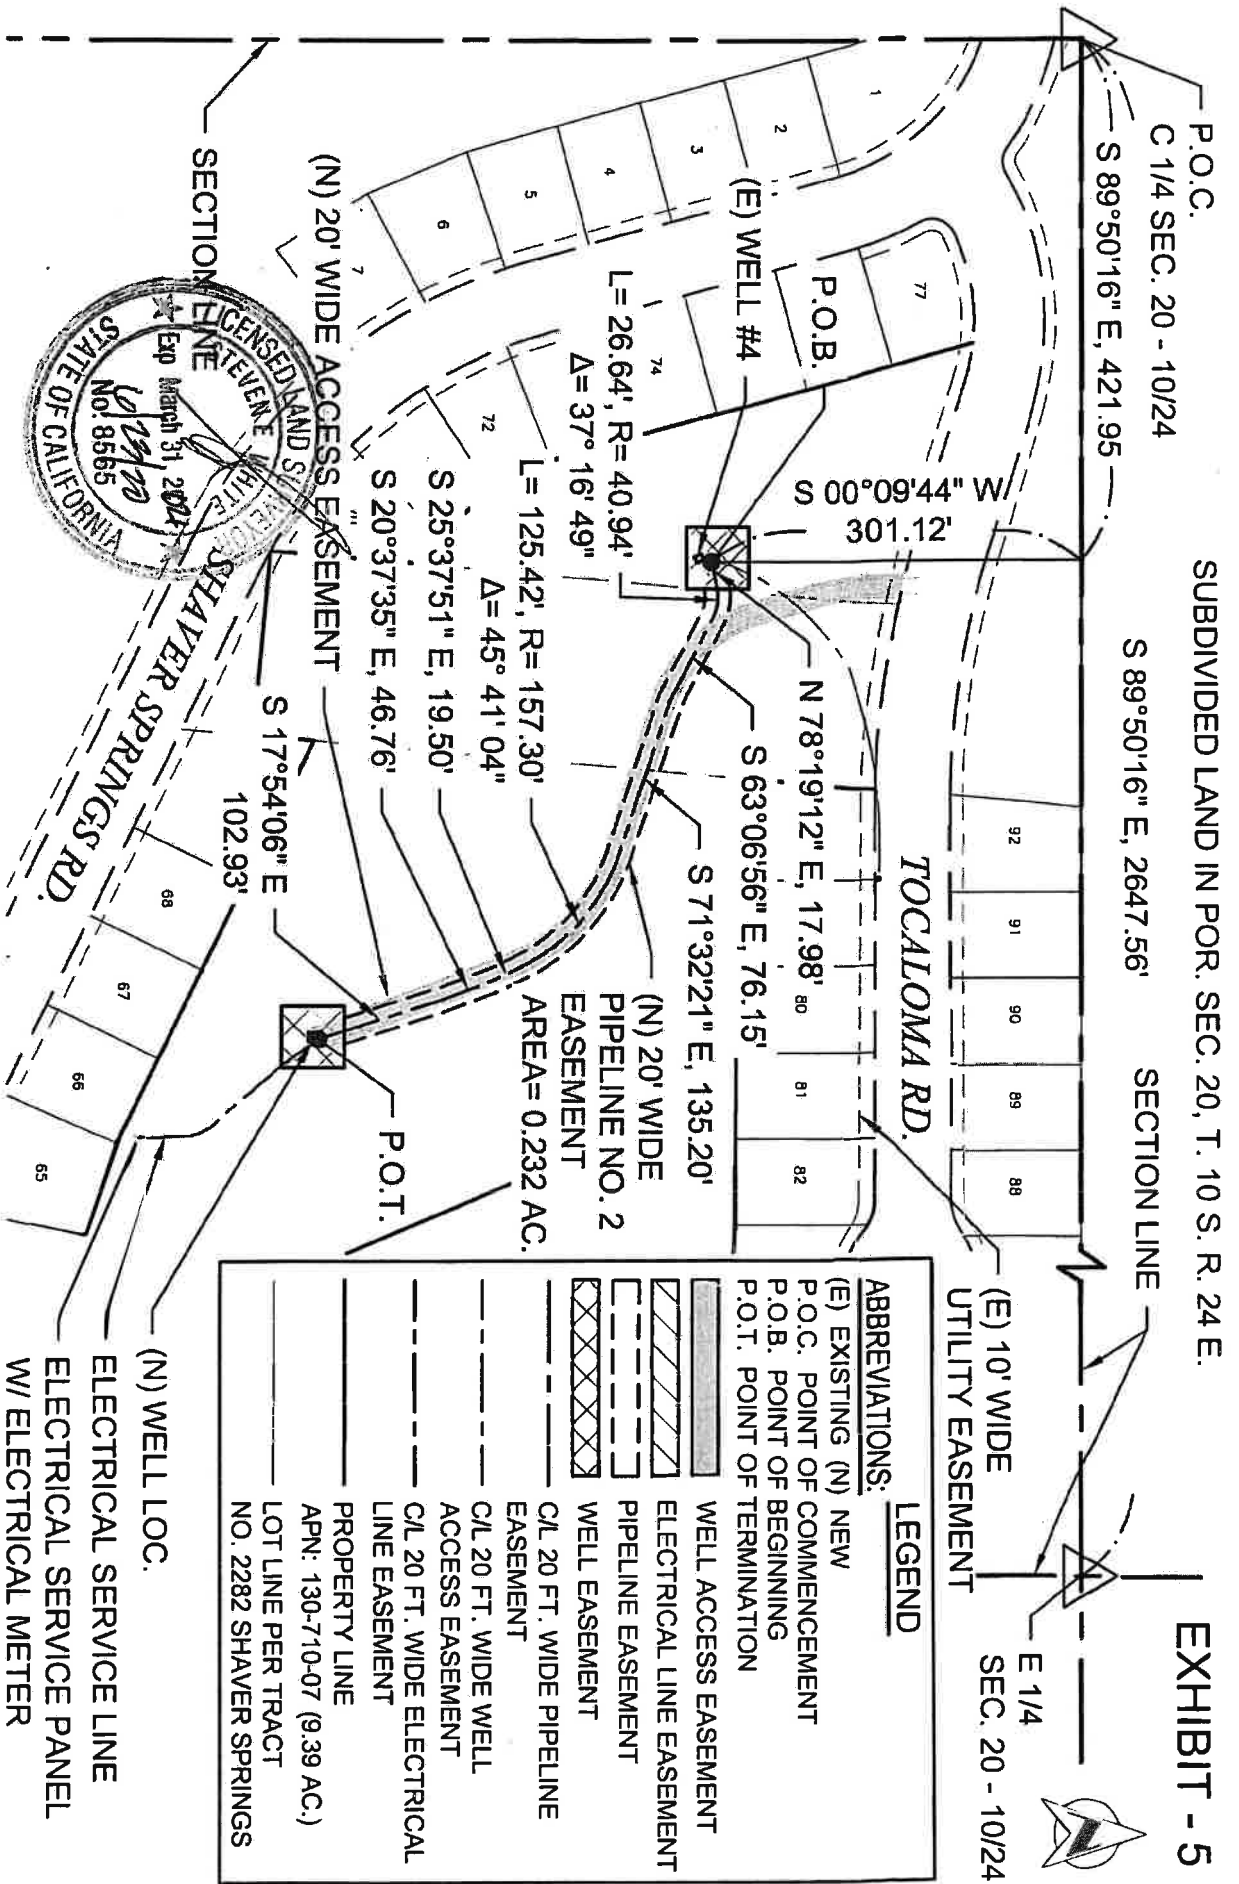 EXHIBIT - 5
SUBDIVIDED LAND IN POR. SEC. 20, T. 10 S. R. 24 E.
P.O.C.
C 1/4 SEC. 20 - 10/24
S 89°50'16" E, 421.95
S 89°50'16" E, 2647.56'
SECTION LINE
E 1/4
SEC. 20 - 10/24
(E) 10' WIDE
UTILITY EASEMENT
S 00°09'44" W
301.12'
TOCALOMA RD.
92
91
90
89
88
80
81
82
77
74
72
1
2
3
4
5
6
7
P.O.B.
(E) WELL #4
L= 26.64', R= 40.94'
Δ= 37° 16' 49"
N 78°19'12" E, 17.98'
S 63°06'56" E, 76.15'
S 71°32'21" E, 135.20'
L= 125.42', R= 157.30'
Δ= 45° 41' 04"
S 25°37'51" E, 19.50'
S 20°37'35" E, 46.76'
(N) 20' WIDE
PIPELINE NO. 2
EASEMENT
AREA= 0.232 AC.
(N) 20' WIDE ACCESS EASEMENT
S 17°54'06" E
102.93'
P.O.T.
SECTION LINE
SHAVER SPRINGS RD.
68
67
66
65
(N) WELL LOC.
ELECTRICAL SERVICE LINE
ELECTRICAL SERVICE PANEL
W/ ELECTRICAL METER
LICENSED LAND SURVEYOR
STEVEN E WHITE
Exp March 31,
No. 8565
STATE OF CALIFORNIA
LEGEND
ABBREVIATIONS:
(E) EXISTING (N) NEW
P.O.C. POINT OF COMMENCEMENT
P.O.B. POINT OF BEGINNING
P.O.T. POINT OF TERMINATION
WELL ACCESS EASEMENT
ELECTRICAL LINE EASEMENT
PIPELINE EASEMENT
WELL EASEMENT
C/L 20 FT. WIDE PIPELINE
EASEMENT
C/L 20 FT. WIDE WELL
ACCESS EASEMENT
C/L 20 FT. WIDE ELECTRICAL
LINE EASEMENT
PROPERTY LINE
APN: 130-710-07 (9.39 AC.)
LOT LINE PER TRACT
NO. 2282 SHAVER SPRINGS